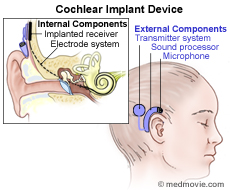 Cochlear Implant Device
Internal Components
Implanted receiver
Electrode system
External Components
Transmitter system
Sound processor
Microphone
© medmovie.com